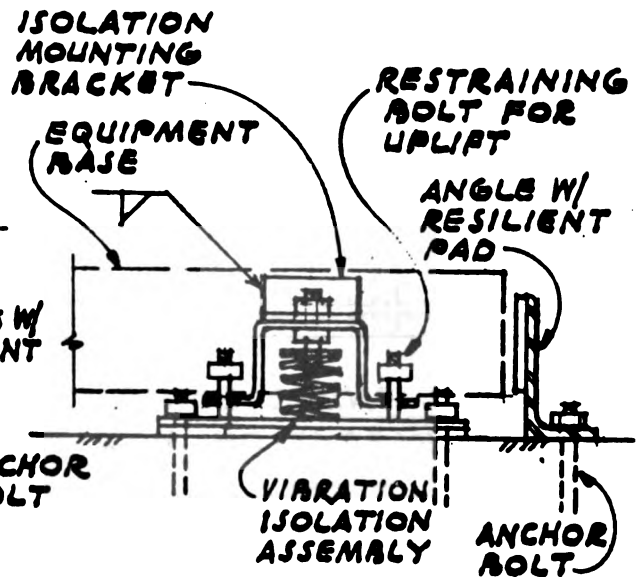 ISOLATION
MOUNTING
BRACKET
RESTRAINING
BOLT FOR
UPLIFT
EQUIPMENT
BASE
ANGLE W/
RESILIENT
PAD
W/
VIBRATION
ISOLATION
ASSEMBLY
ANCHOR
BOLT